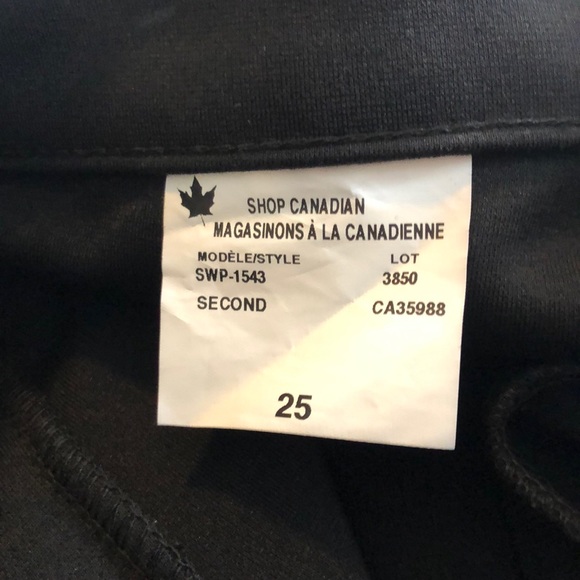 SHOP CANADIAN
MAGASINONS À LA CANADIENNE
MODÈLE/STYLE LOT
SWP-1543 3850
SECOND CA35988
25